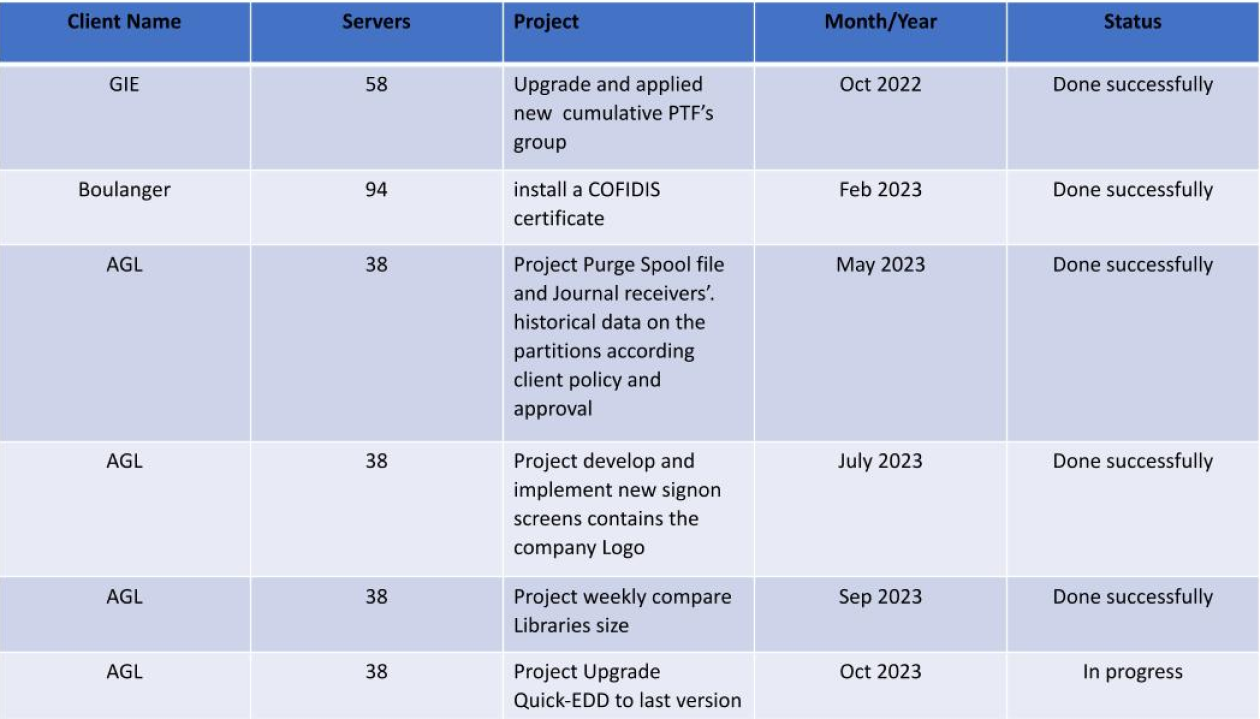 Client Name Servers Project Month/Year Status
GIE 58 Upgrade and applied Oct 2022 Done successfully
new  cumulative PTF’s
group
Boulanger 94 install a COFIDIS Feb 2023 Done successfully
certificate
AGL 38 Project Purge Spool file May 2023 Done successfully
and Journal receivers’.
historical data on the
partitions according
client policy and
approval
AGL 38 Project develop and July 2023 Done successfully
implement new signon
screens contains the
company Logo
AGL 38 Project weekly compare Sep 2023 Done successfully
Libraries size
AGL 38 Project Upgrade Oct 2023 In progress
Quick-EDD to last version